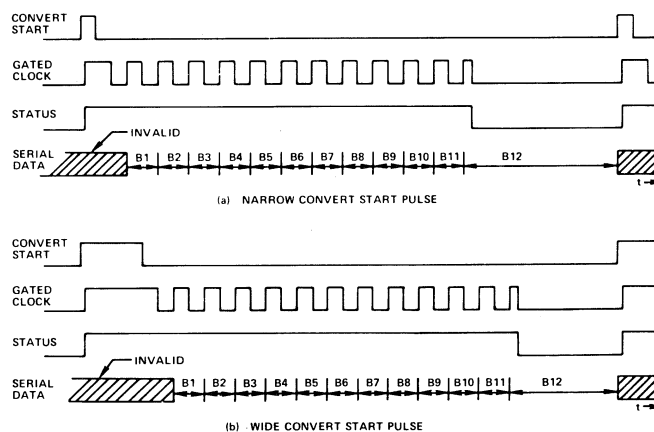 CONVERT
START
GATED
CLOCK
STATUS
INVALID
SERIAL
DATA
B1 B2 B3 B4 B5 B6 B7 B8 B9 B10 B11 B12
t
(a) NARROW CONVERT START PULSE
CONVERT
START
GATED
CLOCK
STATUS
INVALID
SERIAL
DATA
B1 B2 B3 B4 B5 B6 B7 B8 B9 B10 B11 B12
t
(b) WIDE CONVERT START PULSE